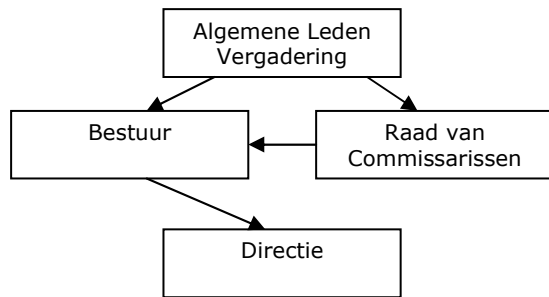 Algemene Leden
Vergadering
Bestuur
Raad van
Commissarissen
Directie